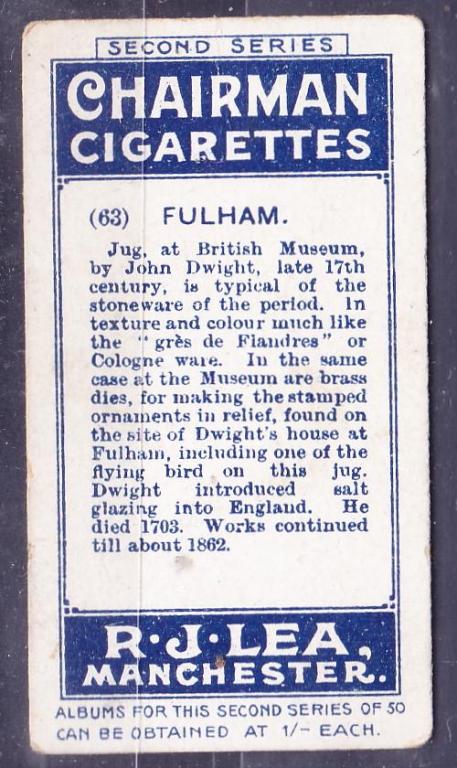 SECOND SERIES
CHAIRMAN
CIGARETTES
(63) FULHAM.
Jug, at British Museum,
by John Dwight, late 17th
century, is typical of the
stoneware of the period. In
texture and colour much like
the "grès de Flandres" or
Cologne ware. In the same
case at the Museum are brass
dies, for making the stamped
ornaments in relief, found on
the site of Dwight's house at
Fulham, including one of the
flying bird on this jug.
Dwight introduced salt
glazing into England. He
died 1703. Works continued
till about 1862.
R·J·LEA,
MANCHESTER.
ALBUMS FOR THIS SECOND SERIES OF 50
CAN BE OBTAINED AT 1/- EACH.